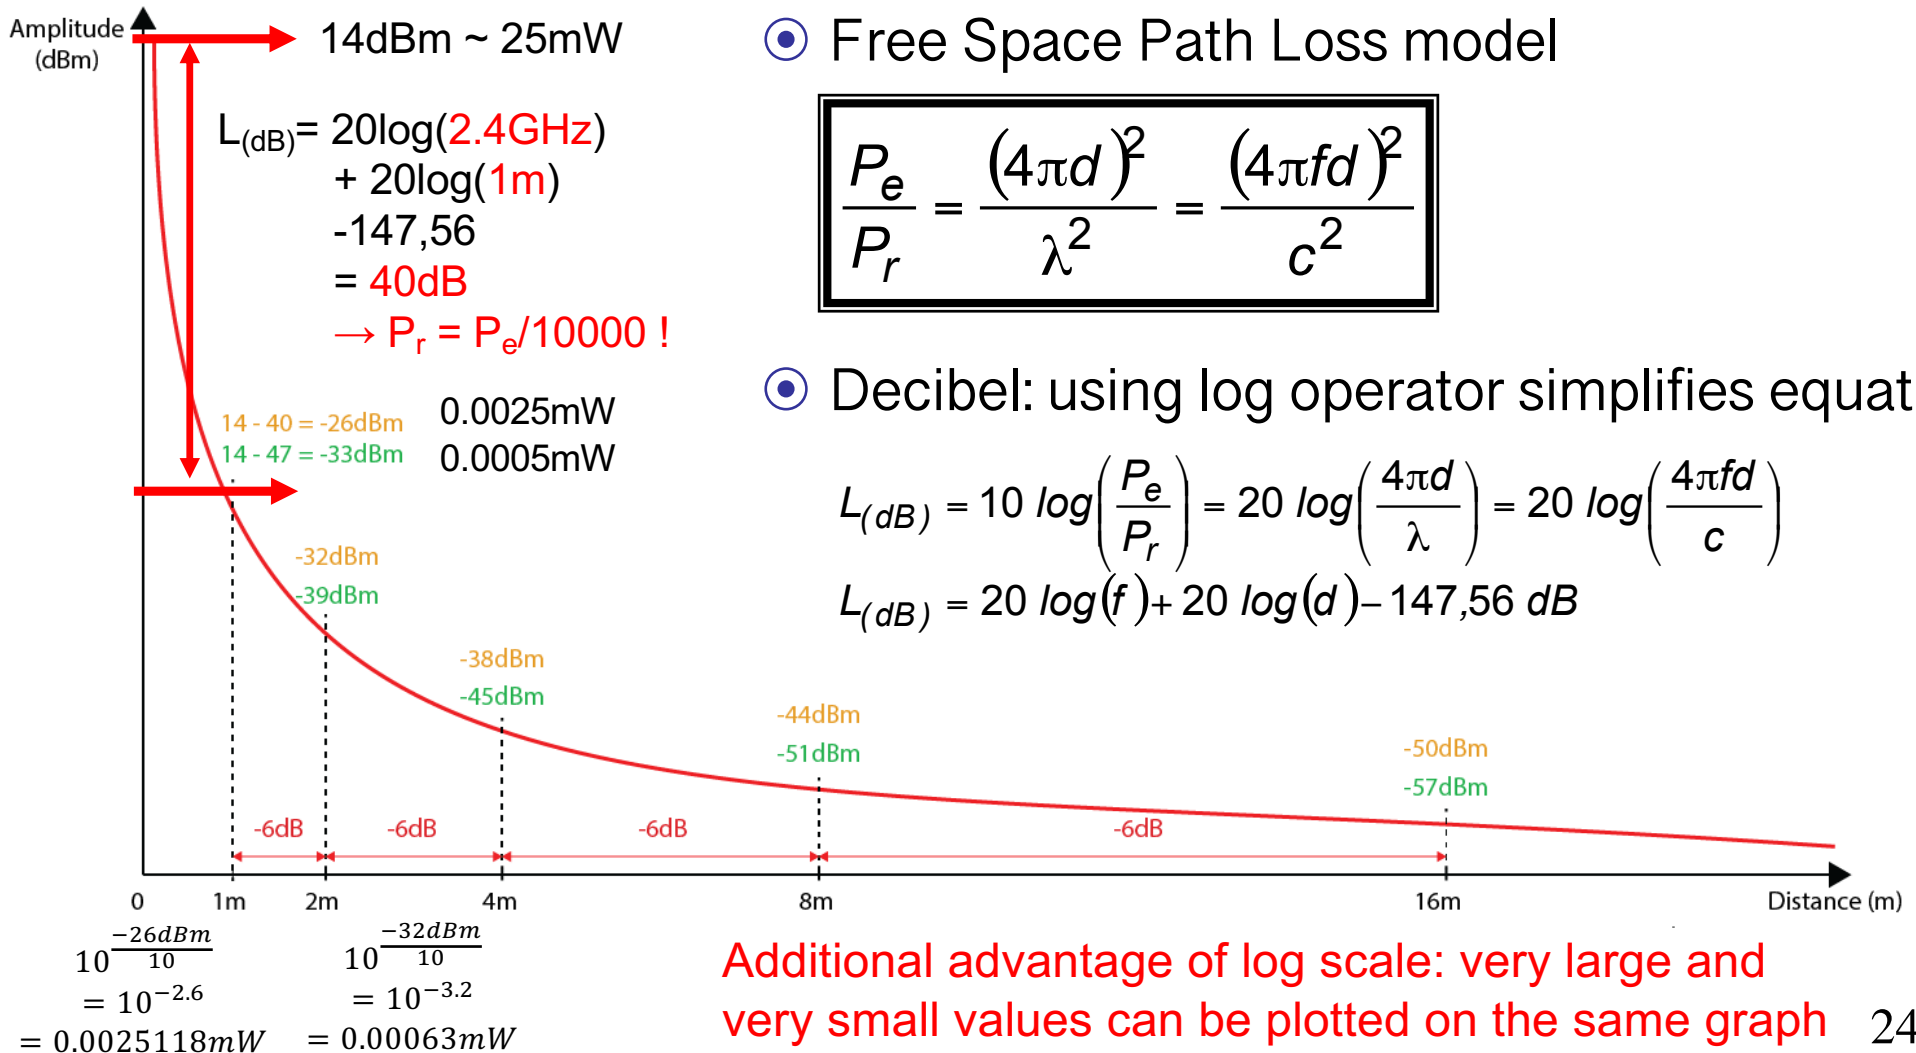 Amplitude
(dBm)
14dBm ~ 25mW
L(dB)= 20log(2.4GHz)
+ 20log(1m)
-147,56
= 40dB
→ Pr = Pe/10000 !
14 - 40 = -26dBm 0.0025mW
14 - 47 = -33dBm 0.0005mW
-32dBm
-39dBm
-38dBm
-45dBm
-44dBm
-51dBm
-50dBm
-57dBm
-6dB -6dB -6dB -6dB
0 1m 2m 4m 8m 16m Distance (m)
10^(-26dBm/10)
= 10^-2.6
= 0.0025118mW
10^(-32dBm/10)
= 10^-3.2
= 0.00063mW
Free Space Path Loss model
Pe/Pr = (4πd)²/λ² = (4πfd)²/c²
Decibel: using log operator simplifies equat
L(dB) = 10 log(Pe/Pr) = 20 log(4πd/λ) = 20 log(4πfd/c)
L(dB) = 20 log(f)+ 20 log(d)– 147,56 dB
Additional advantage of log scale: very large and
very small values can be plotted on the same graph
24